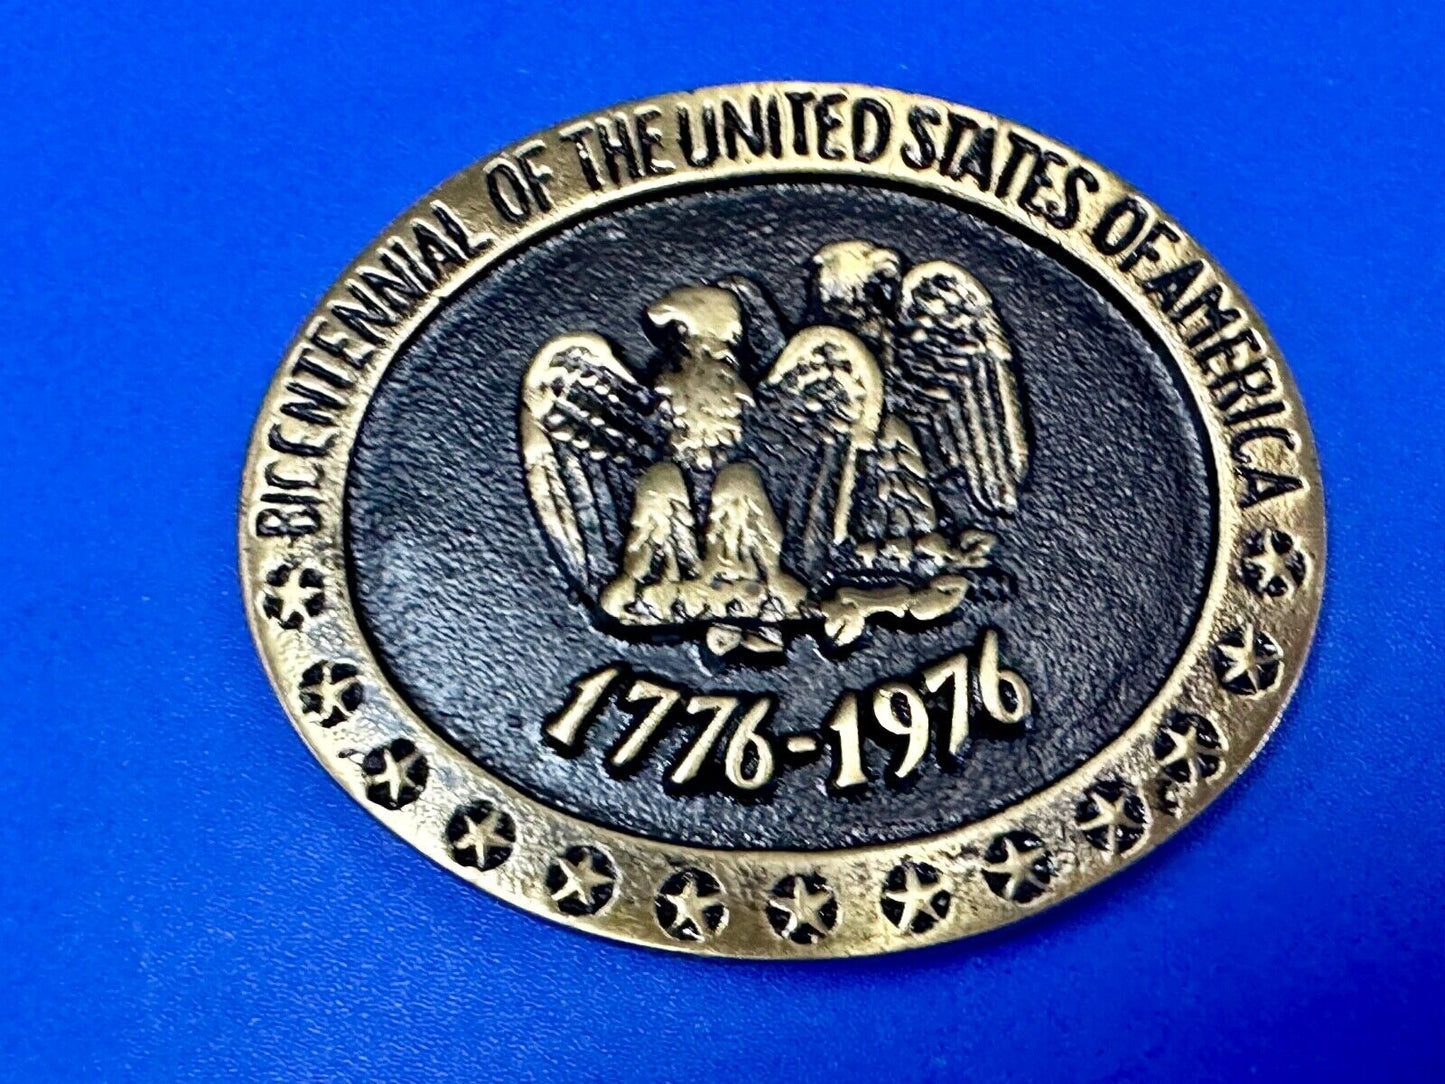 BICENTENNIAL OF THE UNITED STATES OF AMERICA
1776-1976